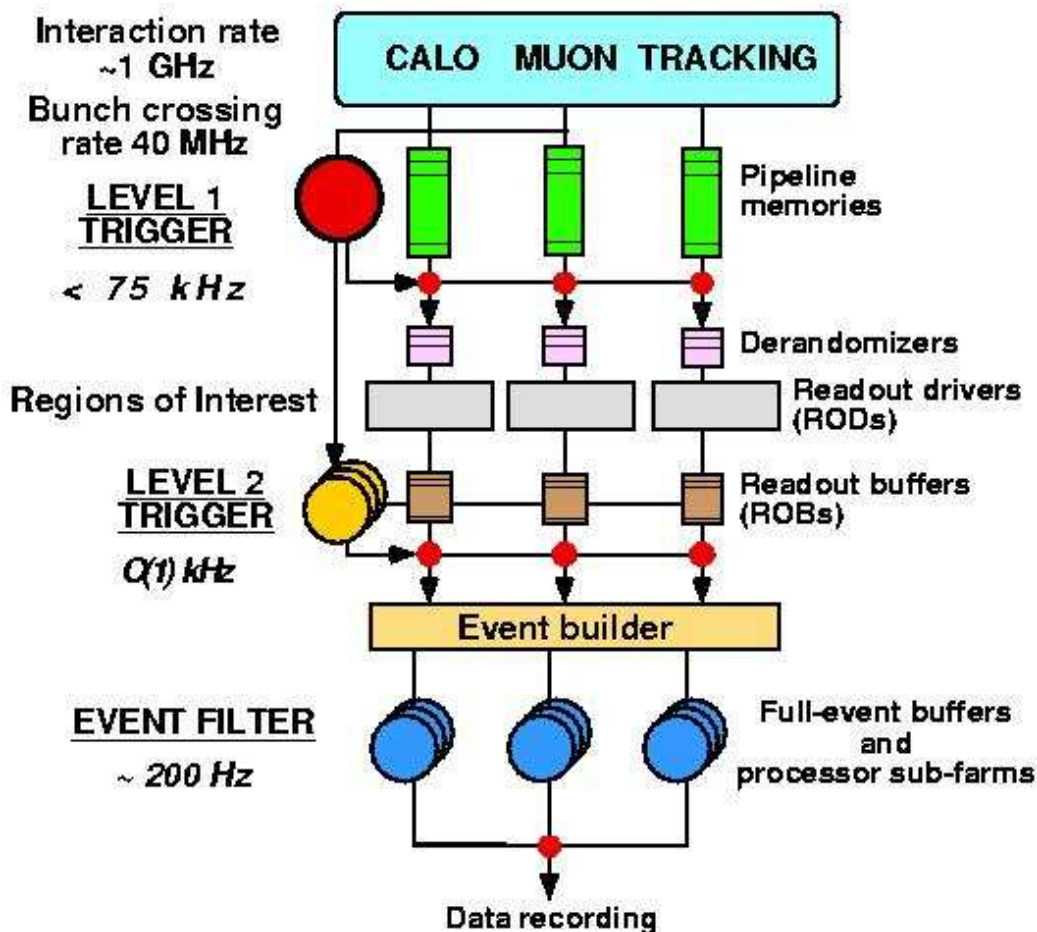 Interaction rate
~1 GHz
Bunch crossing
rate 40 MHz
LEVEL 1
TRIGGER
< 75 kHz
CALO MUON TRACKING
Pipeline
memories
Derandomizers
Regions of Interest
Readout drivers
(RODs)
LEVEL 2
TRIGGER
O(1) kHz
Readout buffers
(ROBs)
Event builder
EVENT FILTER
~ 200 Hz
Full-event buffers
and
processor sub-farms
Data recording